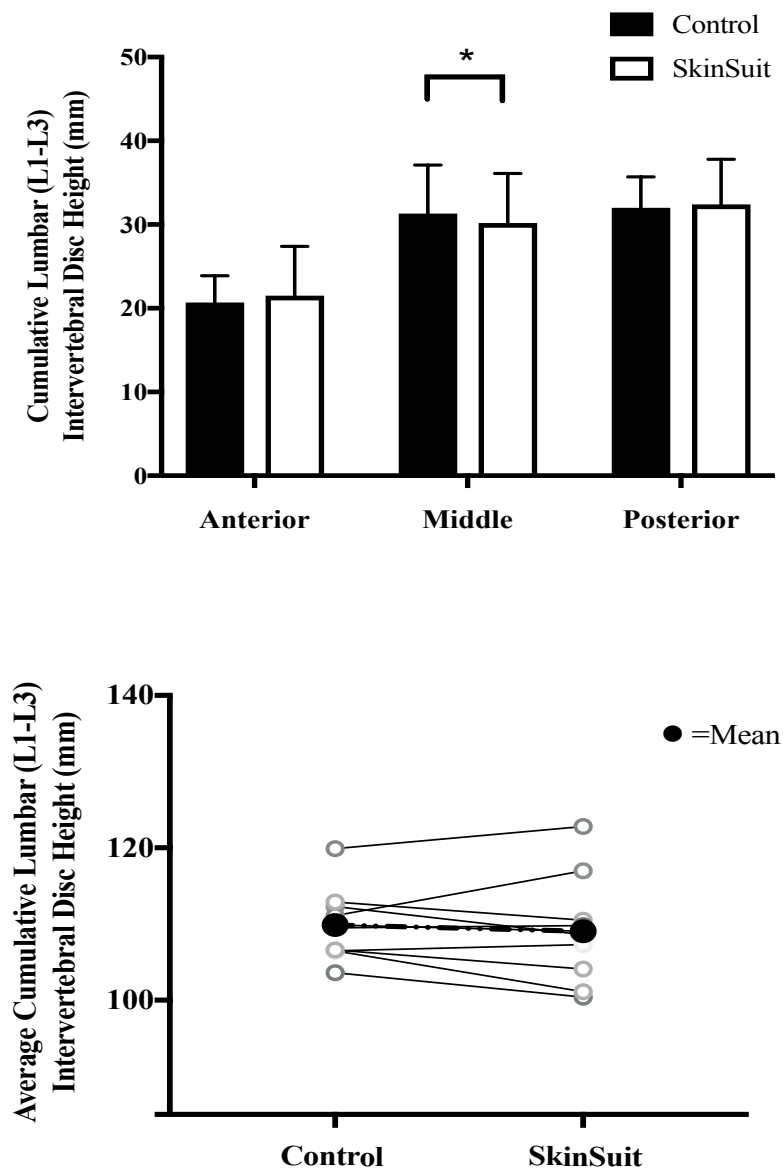 Control
SkinSuit
Cumulative Lumbar (L1-L3)
Intervertebral Disc Height (mm)
50
40
30
20
10
0
*
Anterior
Middle
Posterior
Average Cumulative Lumbar (L1-L3)
Intervertebral Disc Height (mm)
140
120
100
=Mean
Control
SkinSuit